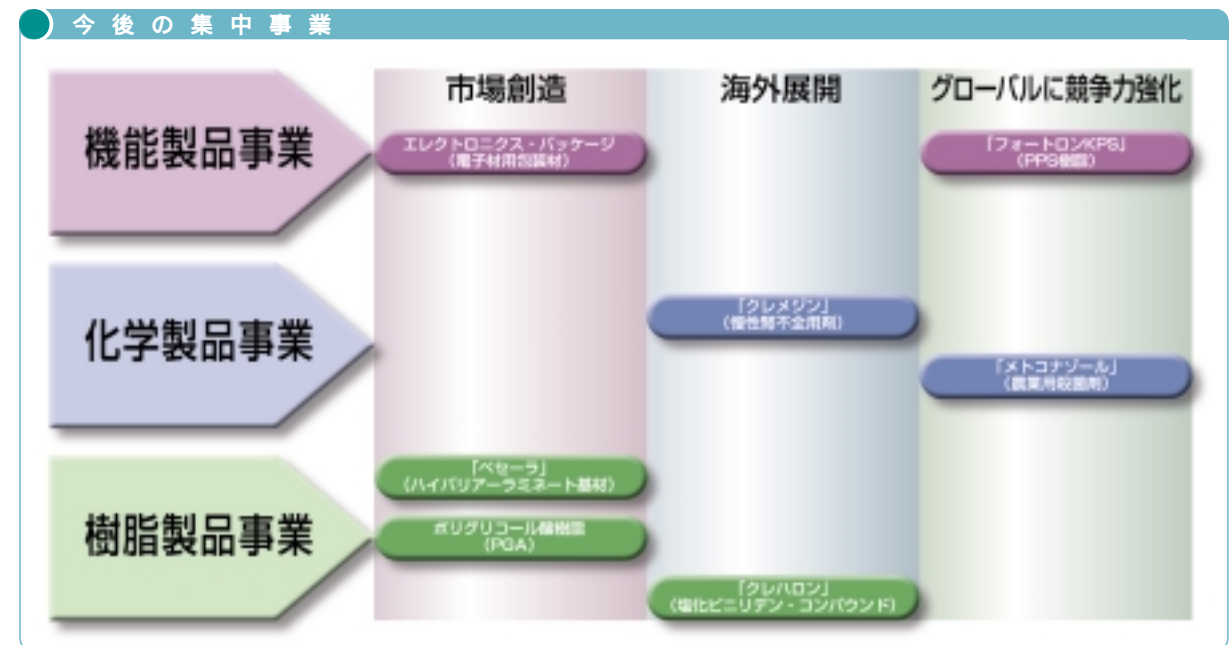 今後の集中事業
市場創造
海外展開
グローバルに競争力強化
機能製品事業
エレクトロニクス・パッケージ
(電子材用包装材)
「フォートロンKPS」
(PPS樹脂)
化学製品事業
「クレメジン」
(慢性腎不全用剤)
「メトコナゾール」
(農業用殺菌剤)
樹脂製品事業
「ベセーラ」
(ハイバリアーラミネート基材)
ポリグリコール酸樹脂
(PGA)
「クレハロン」
(塩化ビニリデン・コンパウンド)